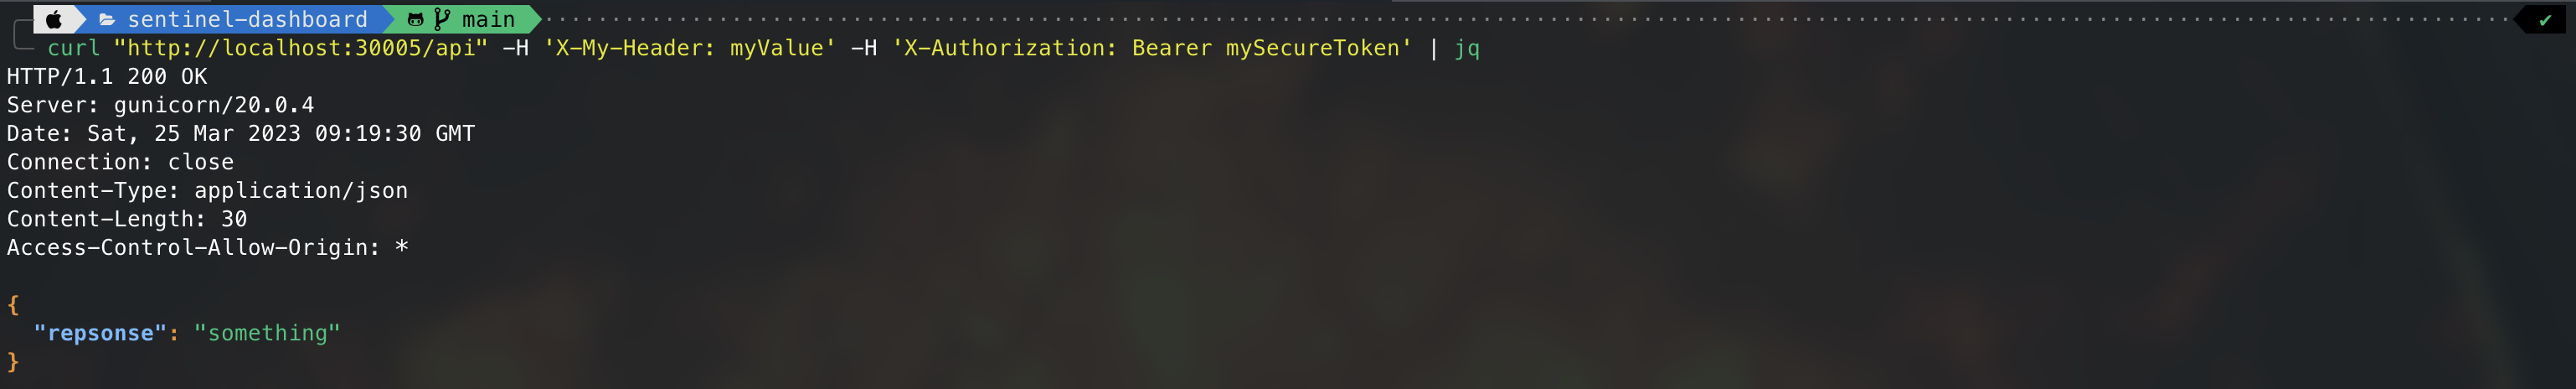 sentinel-dashboard main
curl "http://localhost:30005/api" -H 'X-My-Header: myValue' -H 'X-Authorization: Bearer mySecureToken' | jq
HTTP/1.1 200 OK
Server: gunicorn/20.0.4
Date: Sat, 25 Mar 2023 09:19:30 GMT
Connection: close
Content-Type: application/json
Content-Length: 30
Access-Control-Allow-Origin: *
{
"repsonse": "something"
}